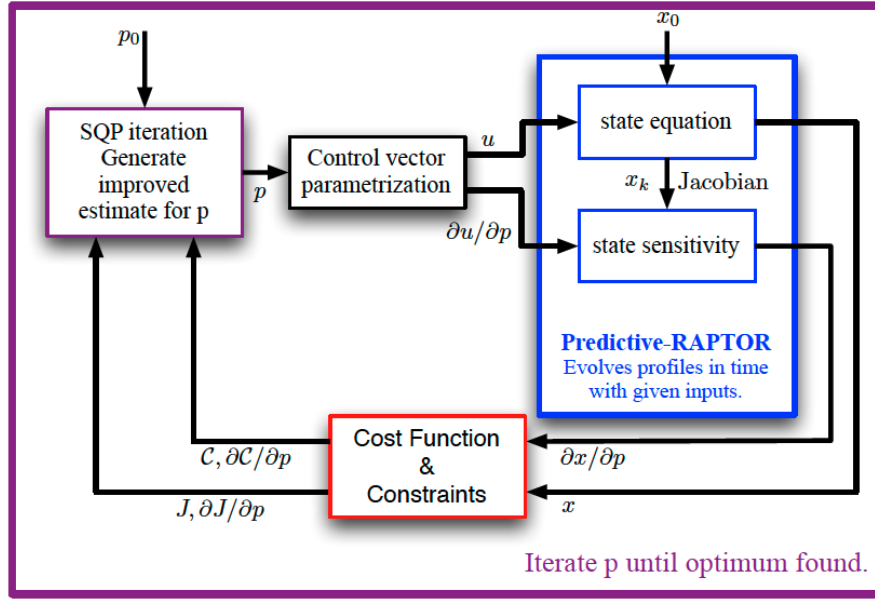 p₀
x₀
SQP iteration
Generate
improved
estimate for p
p
Control vector
parametrization
u
∂u/∂p
state equation
x_k Jacobian
state sensitivity
Predictive-RAPTOR
Evolves profiles in time
with given inputs.
Cost Function
&
Constraints
C, ∂C/∂p
J, ∂J/∂p
∂x/∂p
x
Iterate p until optimum found.